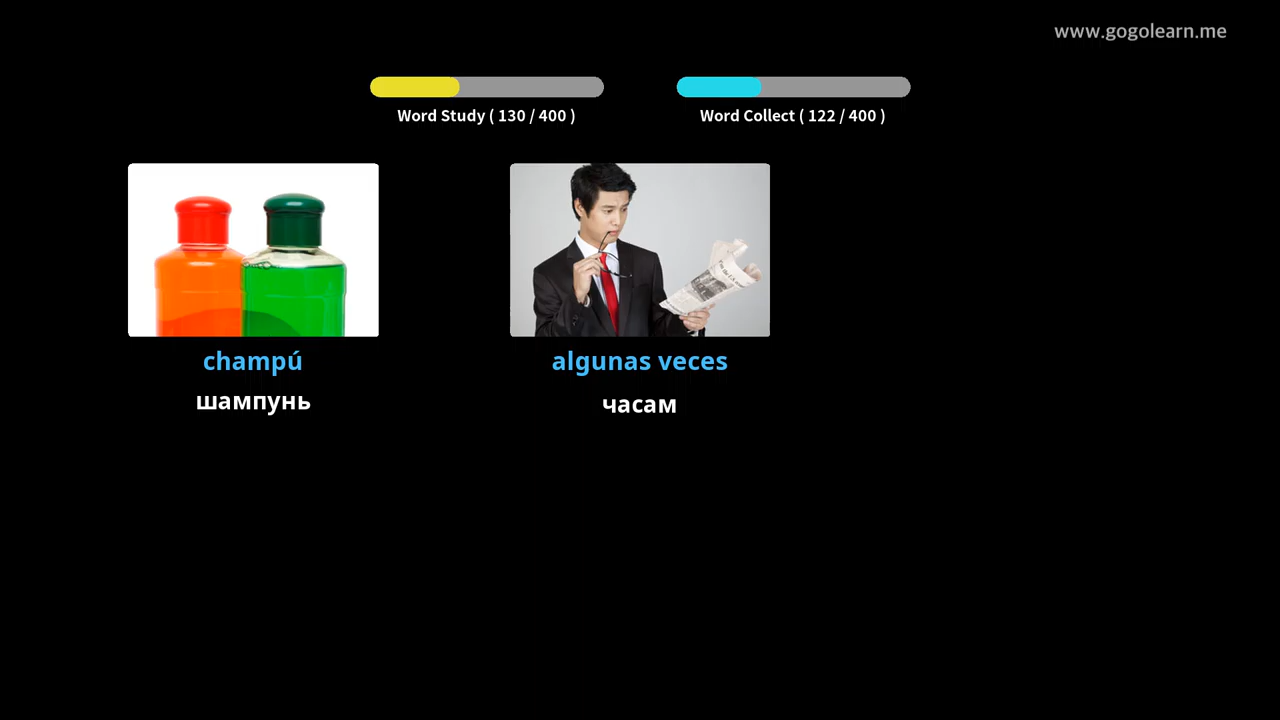 www.gogolearn.me
Word Study ( 130 / 400 )
Word Collect ( 122 / 400 )
champú
шампунь
algunas veces
часам